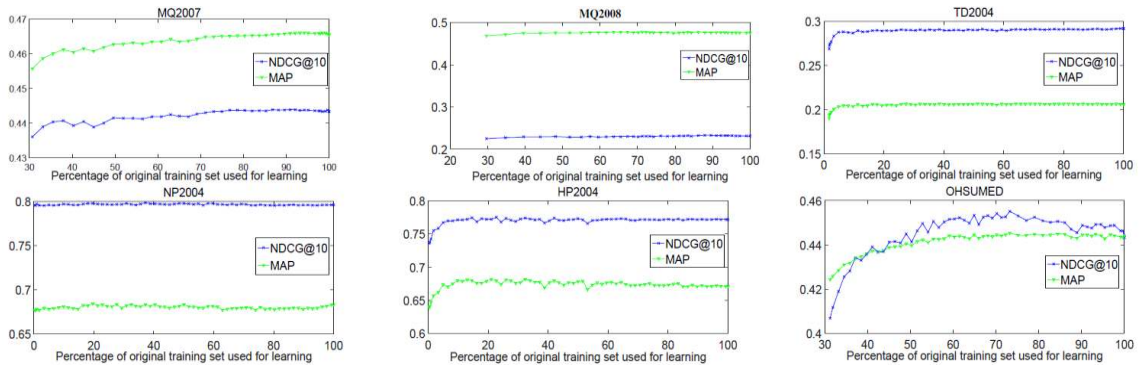 MQ2007
0.47
0.46
0.45
0.44
0.43
30 40 50 60 70 80 90 100
NDCG@10
MAP
Percentage of original training set used for learning
MQ2008
0.5
0.4
0.3
0.2
20 30 40 50 60 70 80 90 100
NDCG@10
MAP
Percentage of original training set used for learning
TD2004
0.3
0.25
0.2
0.15
0 20 40 60 80 100
NDCG@10
MAP
Percentage of original training set used for learning
NP2004
0.8
0.75
0.7
0.65
0 20 40 60 80 100
NDCG@10
MAP
Percentage of original training set used for learning
HP2004
0.8
0.75
0.7
0.65
0.6
0 20 40 60 80 100
NDCG@10
MAP
Percentage of original training set used for learning
OHSUMED
0.46
0.44
0.42
0.4
30 40 50 60 70 80 90 100
NDCG@10
MAP
Percentage of original training set used for learning